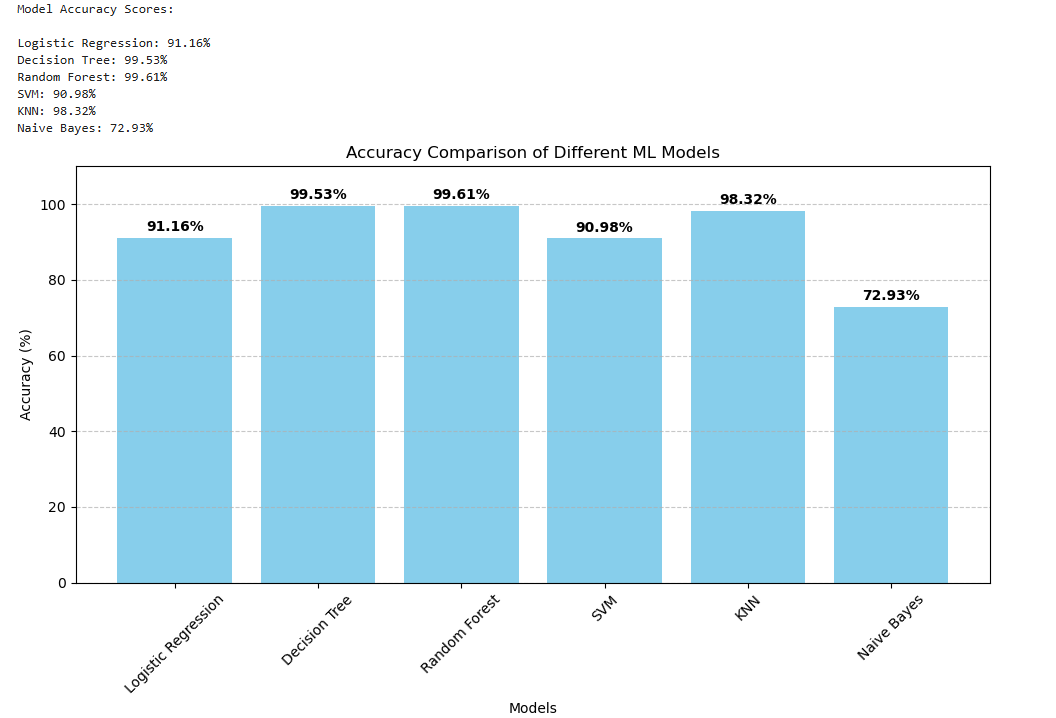 Model Accuracy Scores:
Logistic Regression: 91.16%
Decision Tree: 99.53%
Random Forest: 99.61%
SVM: 90.98%
KNN: 98.32%
Naive Bayes: 72.93%
Accuracy Comparison of Different ML Models
91.16%
99.53%
99.61%
90.98%
98.32%
72.93%
Accuracy (%)
100
80
60
40
20
0
Logistic Regression
Decision Tree
Random Forest
SVM
KNN
Naive Bayes
Models